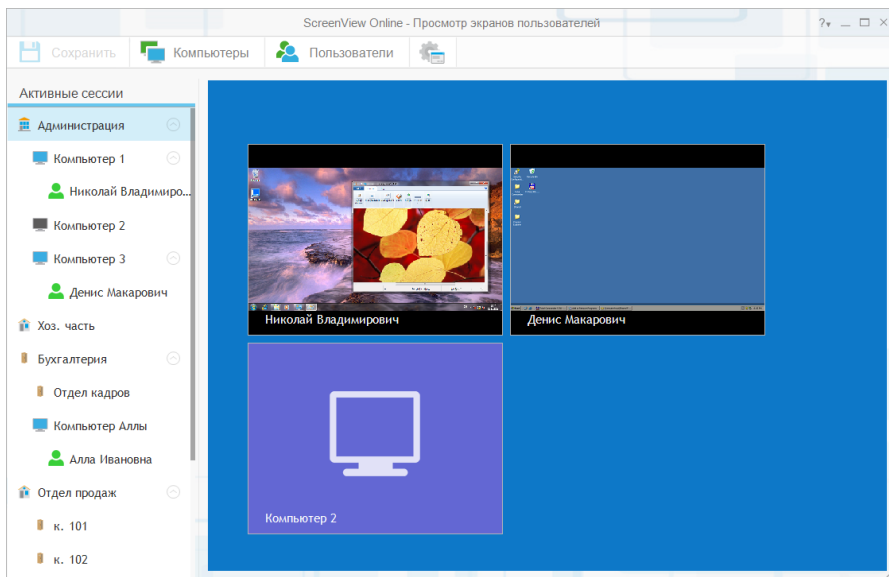 ScreenView Online - Просмотр экранов пользователей
?
Сохранить Компьютеры Пользователи
Активные сессии
Администрация
Компьютер 1
Николай Владимиро...
Компьютер 2
Компьютер 3
Денис Макарович
Хоз. часть
Бухгалтерия
Отдел кадров
Компьютер Аллы
Алла Ивановна
Отдел продаж
к. 101
к. 102
Николай Владимирович
Денис Макарович
Компьютер 2